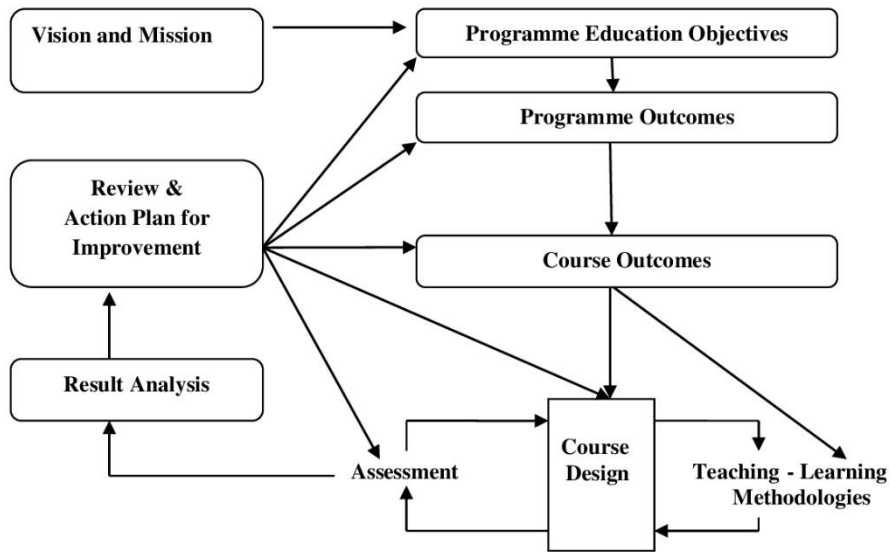 Vision and Mission
Programme Education Objectives
Programme Outcomes
Review &
Action Plan for
Improvement
Course Outcomes
Result Analysis
Assessment
Course
Design
Teaching - Learning
Methodologies